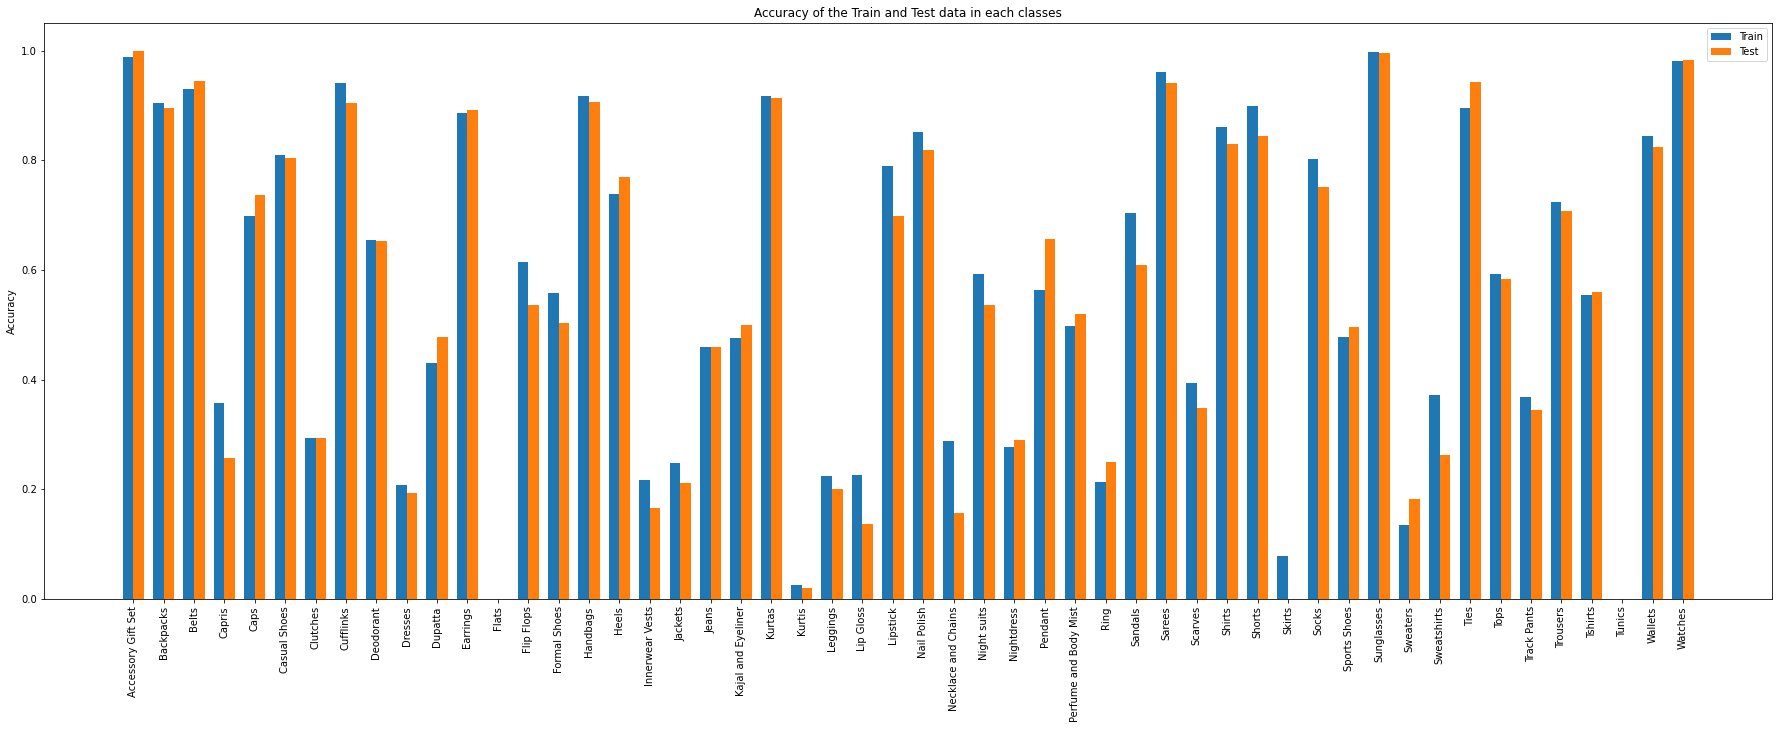 Accuracy of the Train and Test data in each classes
Train
Test
Accuracy
1.0
0.8
0.6
0.4
0.2
0.0
Accessory Gift Set
Backpacks
Belts
Capris
Caps
Casual Shoes
Clutches
Cufflinks
Deodorant
Dresses
Dupatta
Earrings
Flats
Flip Flops
Formal Shoes
Handbags
Heels
Innerwear Vests
Jackets
Jeans
Kajal and Eyeliner
Kurtas
Kurtis
Leggings
Lip Gloss
Lipstick
Nail Polish
Necklace and Chains
Night suits
Nightdress
Pendant
Perfume and Body Mist
Ring
Sandals
Sarees
Scarves
Shirts
Shorts
Skirts
Socks
Sports Shoes
Sunglasses
Sweaters
Sweatshirts
Ties
Tops
Track Pants
Trousers
Tshirts
Tunics
Wallets
Watches